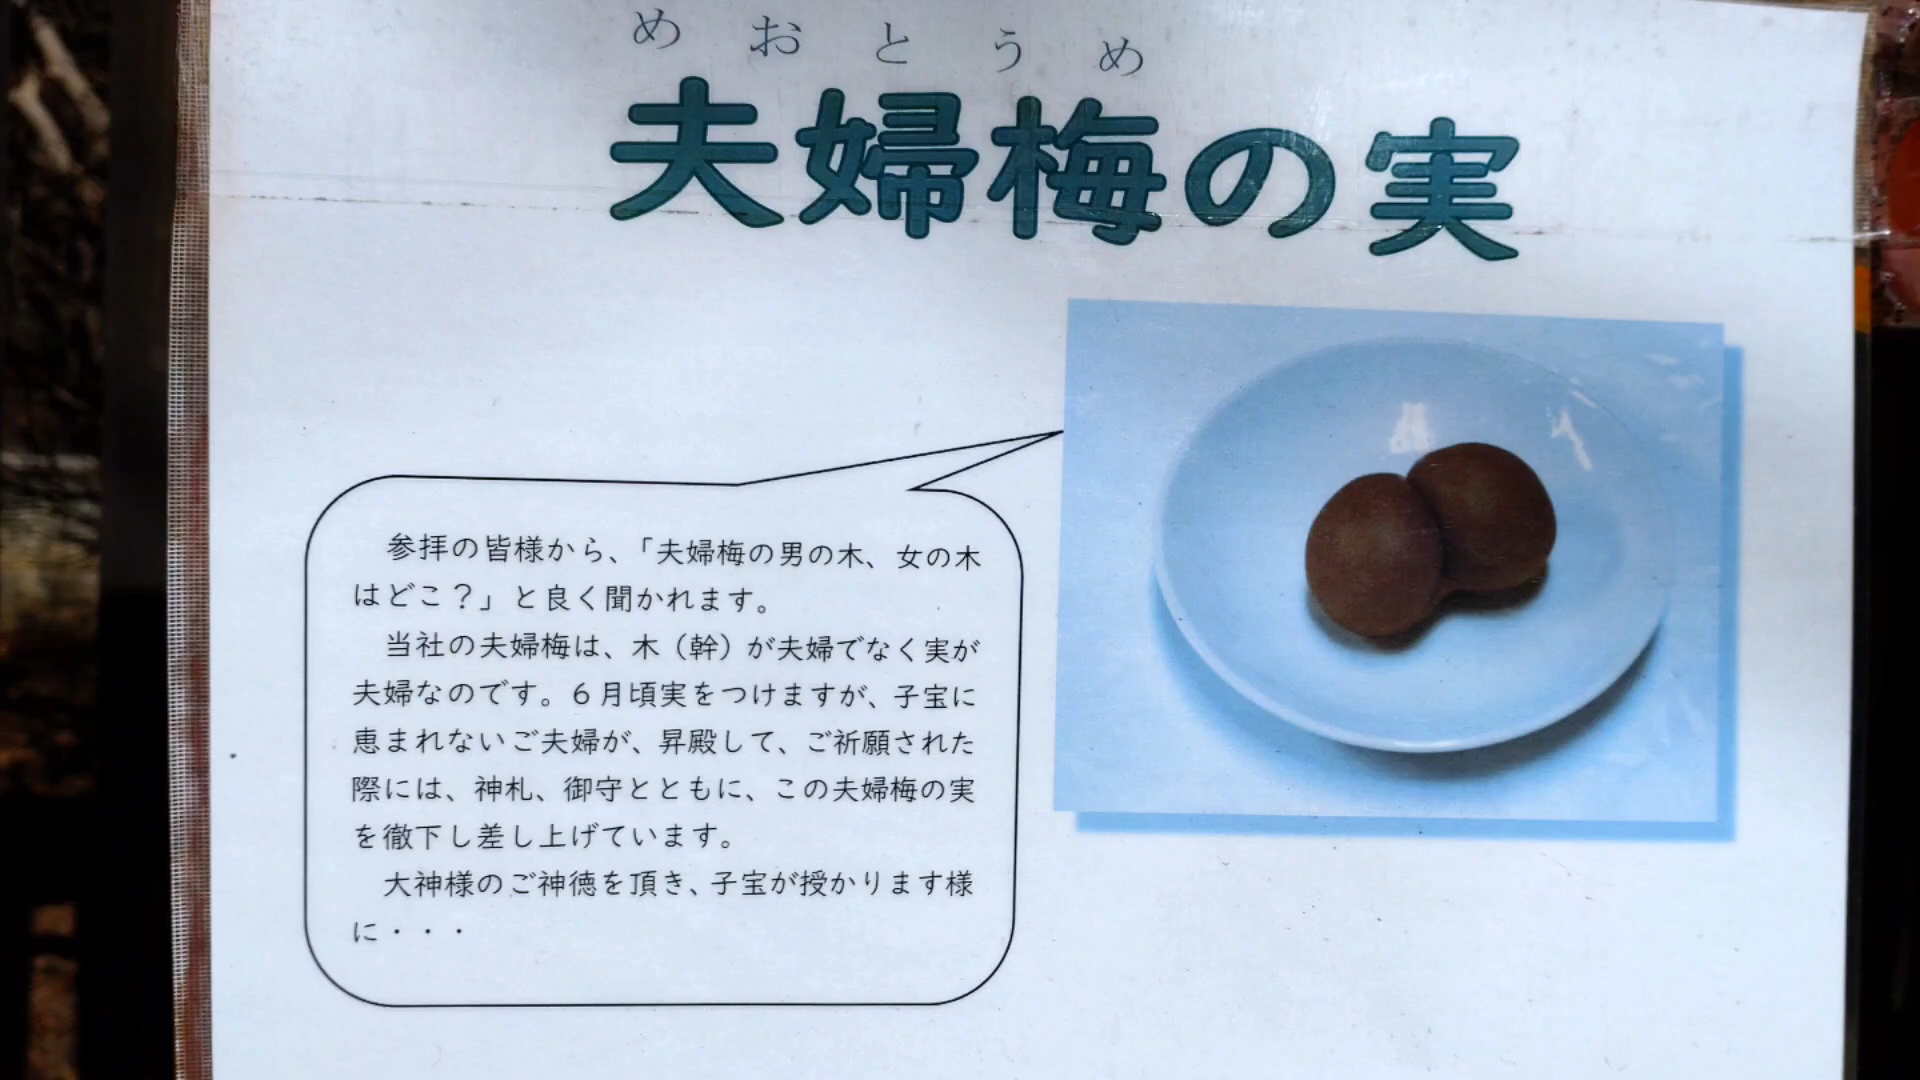 めおとうめ
夫婦梅の実
参拝の皆様から、「夫婦梅の男の木、女の木
はどこ？」と良く聞かれます。
当社の夫婦梅は、木（幹）が夫婦でなく実が
夫婦なのです。６月頃実をつけますが、子宝に
恵まれないご夫婦が、昇殿して、ご祈願された
際には、神札、御守とともに、この夫婦梅の実
を徹下し差し上げています。
大神様のご神徳を頂き、子宝が授かります様
に・・・